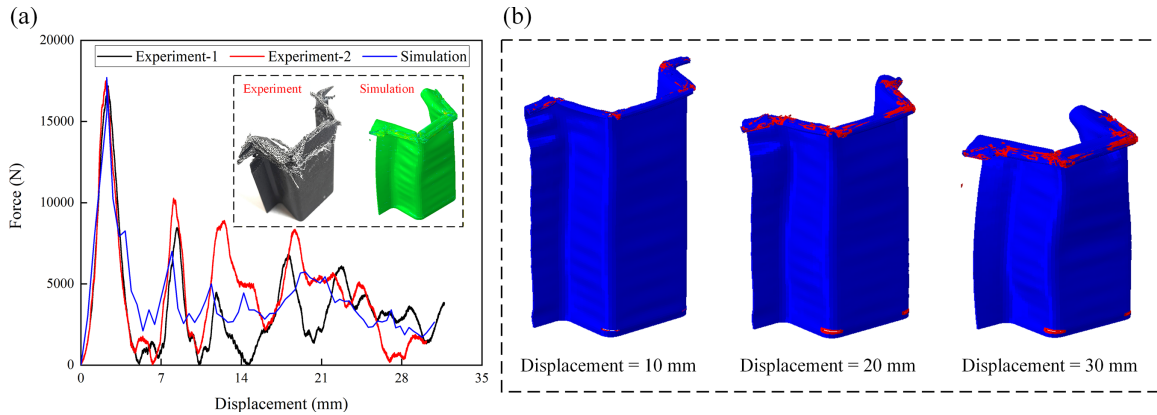 (a)
(b)
20000
Experiment-1
Experiment-2
Simulation
Experiment
Simulation
15000
10000
5000
0
Force (N)
0
7
14
21
28
35
Displacement (mm)
Displacement = 10 mm
Displacement = 20 mm
Displacement = 30 mm